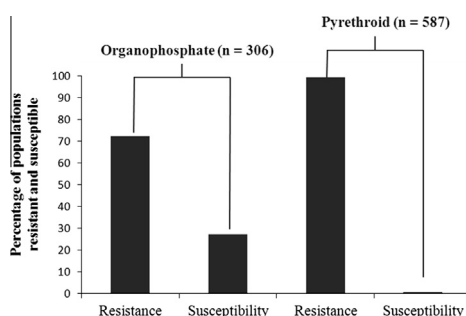 Pyrethroid (n = 587)
Organophosphate (n = 306)
Percentage of populations
resistant and susceptible
100
90
80
70
60
50
40
30
20
10
0
Resistance Susceptibility Resistance Susceptibility